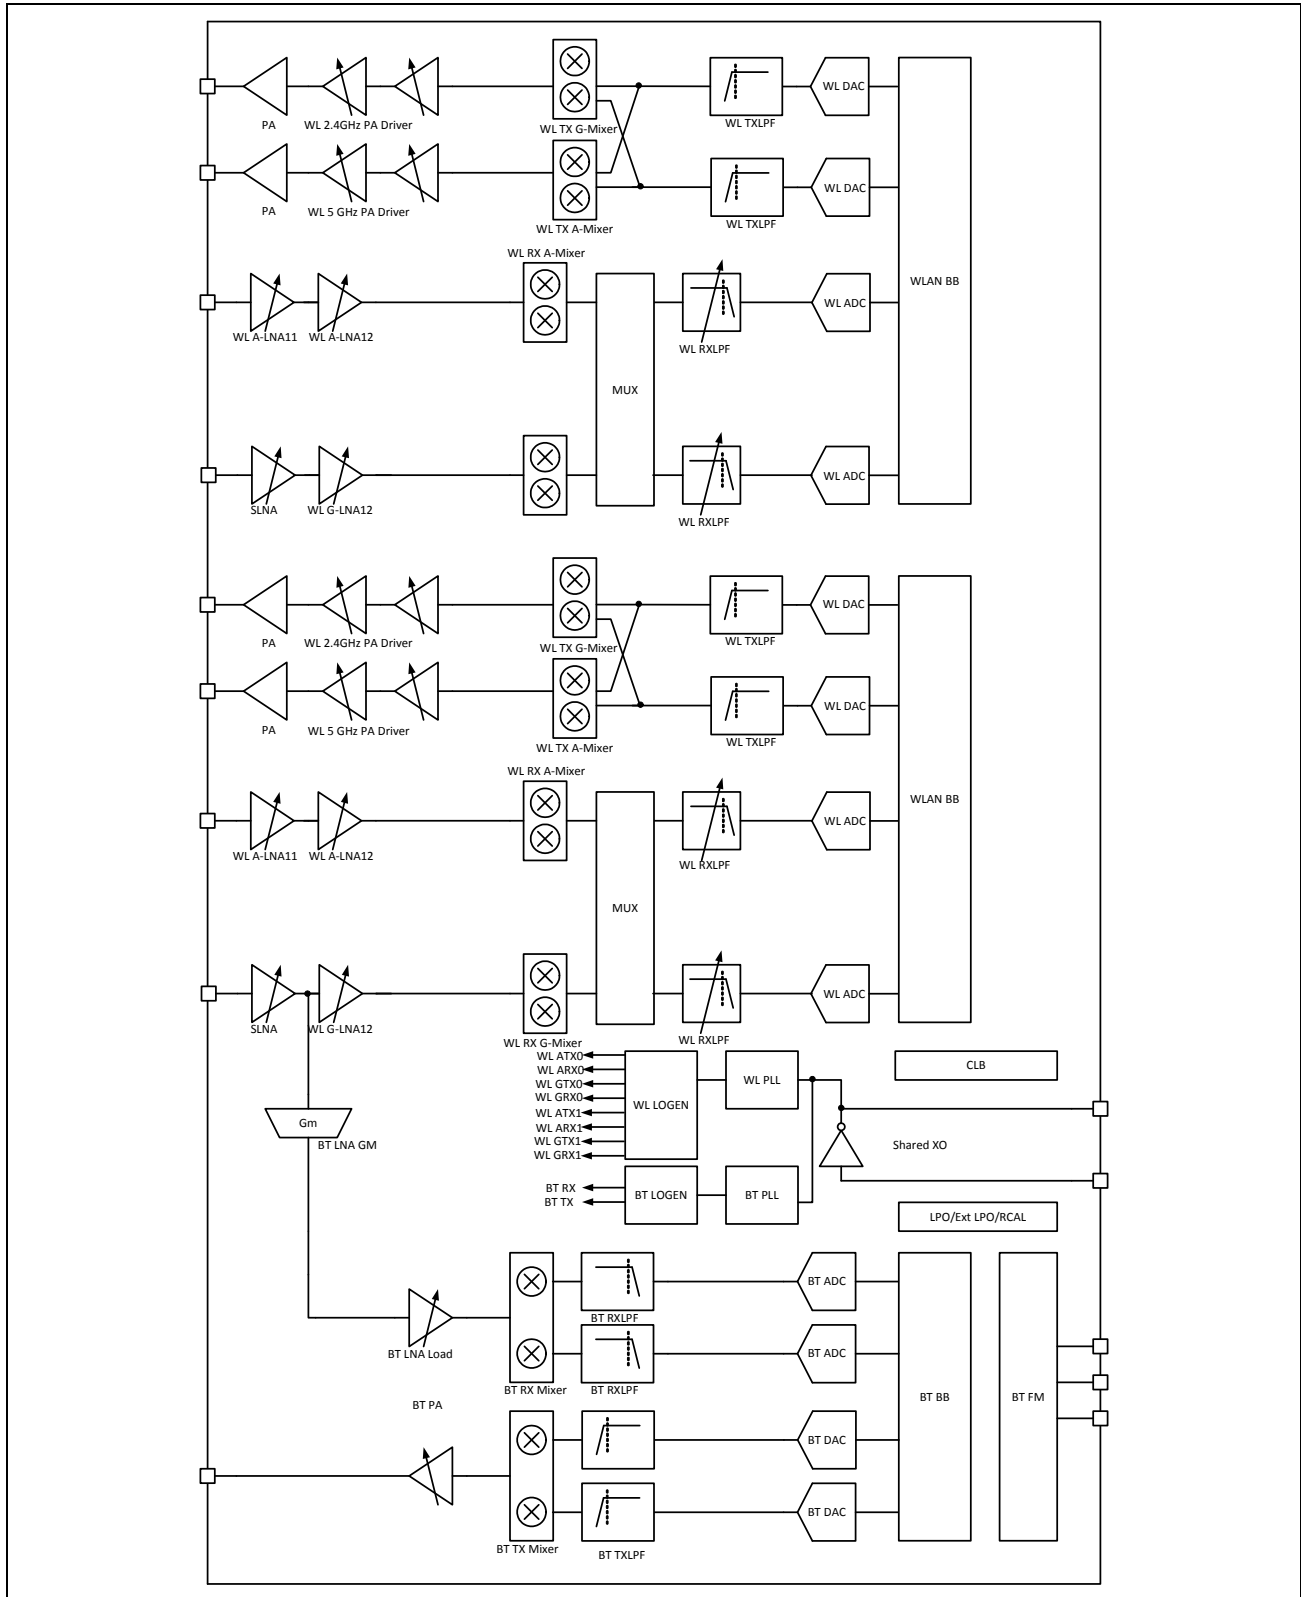 WL DAC
PA
WL 2.4GHz PA Driver
WL TX G-Mixer
WL TXLPF
WL DAC
PA
WL 5 GHz PA Driver
WL TX A-Mixer
WL TXLPF
WL RX A-Mixer
WLAN BB
WL ADC
WL A-LNA11
WL A-LNA12
WL RXLPF
MUX
WL ADC
SLNA
WL G-LNA12
WL RXLPF
WL DAC
PA
WL 2.4GHz PA Driver
WL TX G-Mixer
WL TXLPF
WL DAC
PA
WL 5 GHz PA Driver
WL TX A-Mixer
WL TXLPF
WL RX A-Mixer
WLAN BB
WL ADC
WL A-LNA11
WL A-LNA12
WL RXLPF
MUX
WL ADC
SLNA
WL G-LNA12
WL RX G-Mixer
WL RXLPF
WL ATX0
WL ARX0
WL GTX0
WL GRX0
WL ATX1
WL ARX1
WL GTX1
WL GRX1
WL LOGEN
WL PLL
CLB
Gm
BT LNA GM
Shared XO
BT RX
BT TX
BT LOGEN
BT PLL
LPO/Ext LPO/RCAL
BT ADC
BT RXLPF
BT LNA Load
BT ADC
BT RX Mixer
BT RXLPF
BT PA
BT BB
BT FM
BT DAC
BT DAC
BT TX Mixer
BT TXLPF